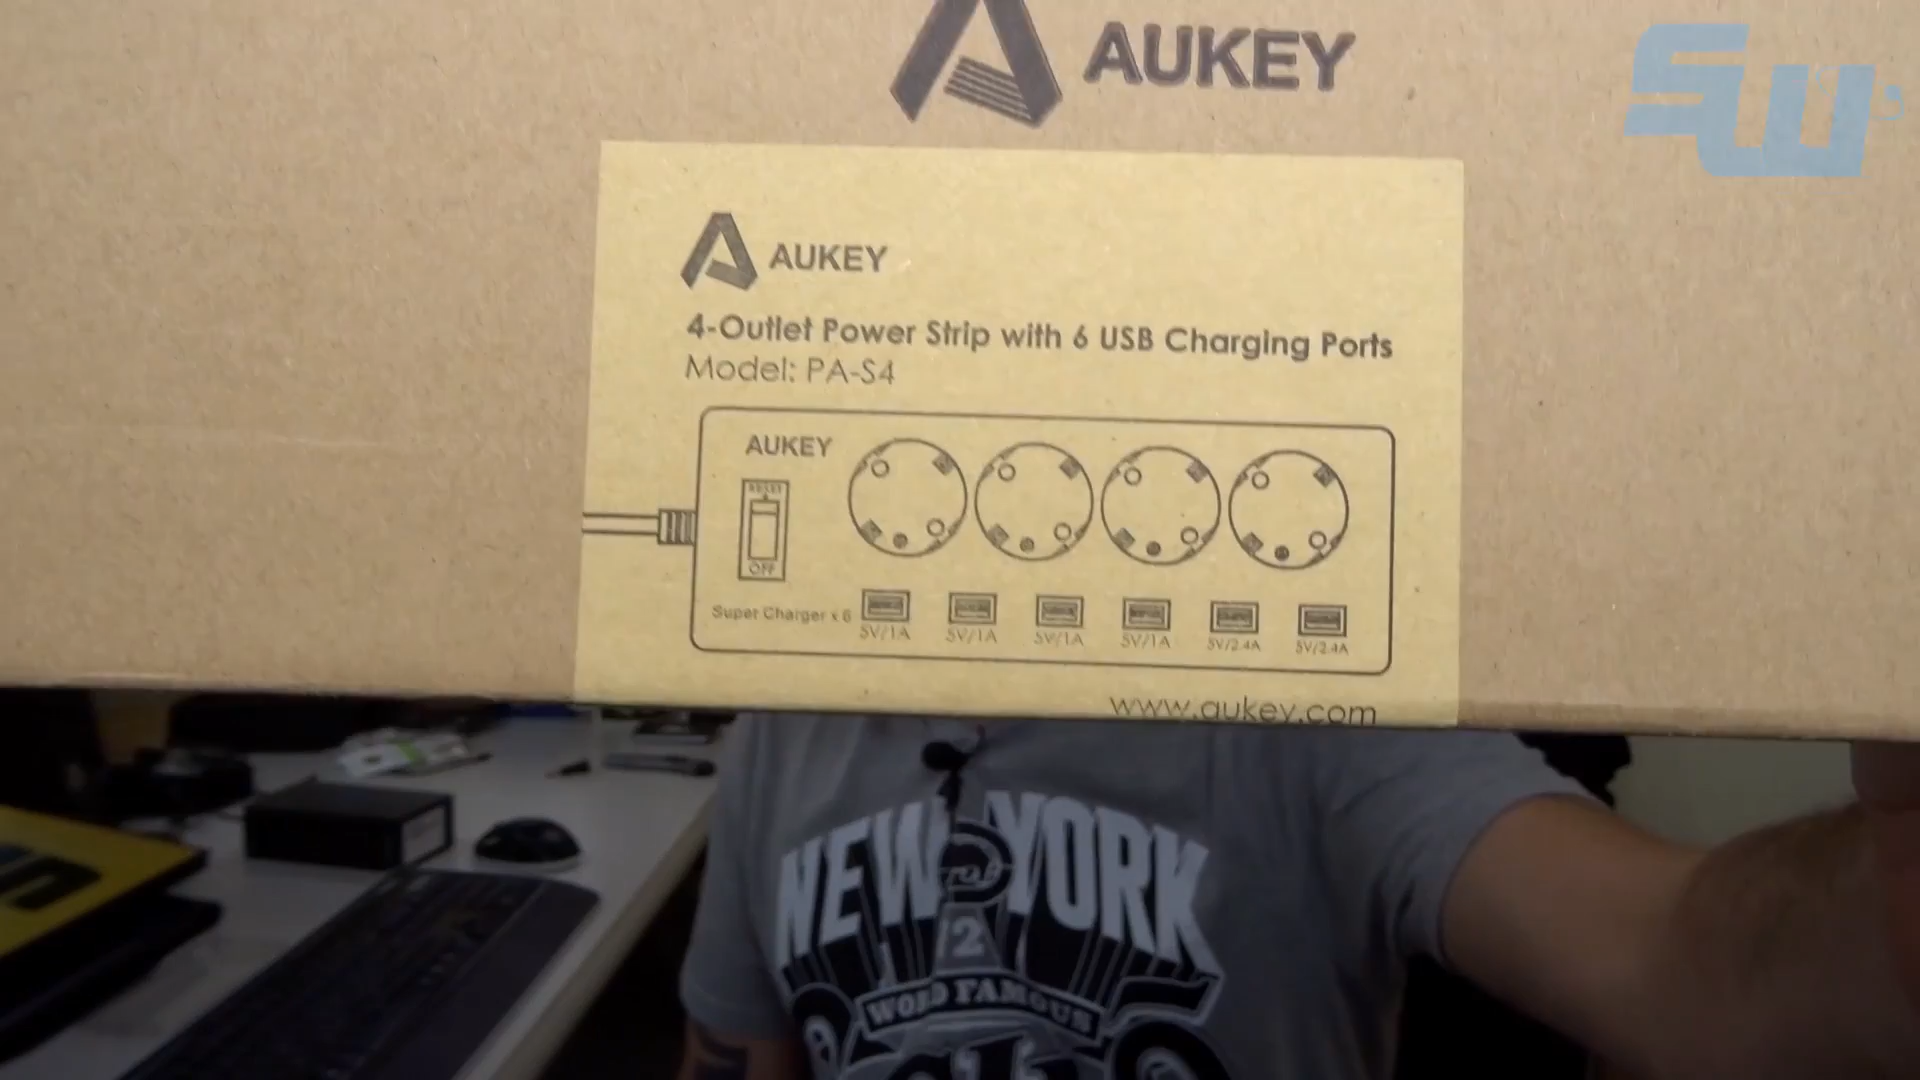 AUKEY
SW
AUKEY
4-Outlet Power Strip with 6 USB Charging Ports
Model: PA-S4
AUKEY
RESET
OFF
Super Charger x 6
5V/1A 5V/1A 5V/1A 5V/1A 5V/2.4A 5V/2.4A
www.aukey.com
NEW YORK
WORLD FAMOUS